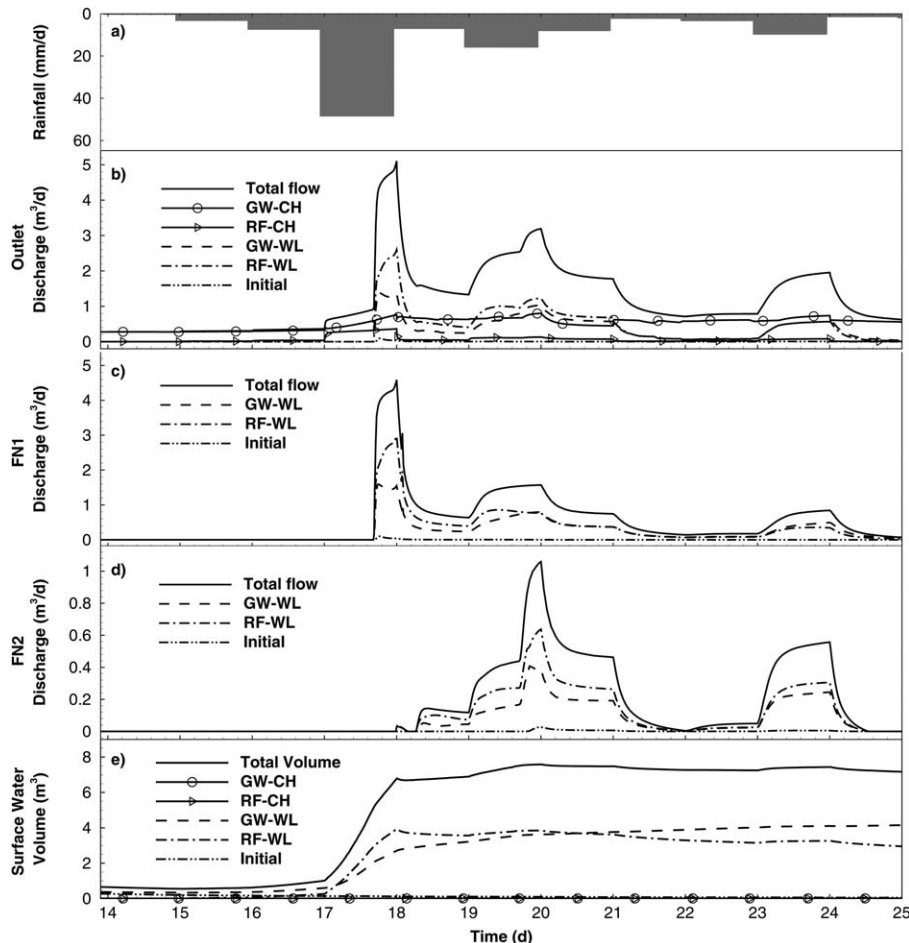 a)
Rainfall (mm/d)
0
20
40
60
b)
Outlet
Discharge (m³/d)
5
4
3
2
1
0
Total flow
GW-CH
RF-CH
GW-WL
RF-WL
Initial
c)
FN1
Discharge (m³/d)
5
4
3
2
1
0
Total flow
GW-WL
RF-WL
Initial
d)
FN2
Discharge (m³/d)
1
0.8
0.6
0.4
0.2
0
Total flow
GW-WL
RF-WL
Initial
e)
Surface Water
Volume (m³)
8
6
4
2
0
Total Volume
GW-CH
RF-CH
GW-WL
RF-WL
Initial
14 15 16 17 18 19 20 21 22 23 24 25
Time (d)